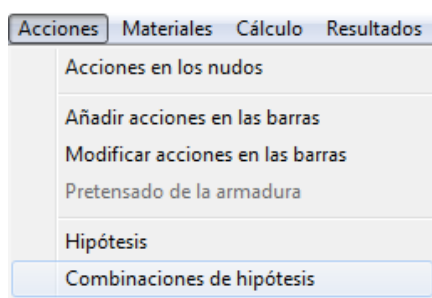 Acciones Materiales Cálculo Resultados
Acciones en los nudos
Añadir acciones en las barras
Modificar acciones en las barras
Pretensado de la armadura
Hipótesis
Combinaciones de hipótesis